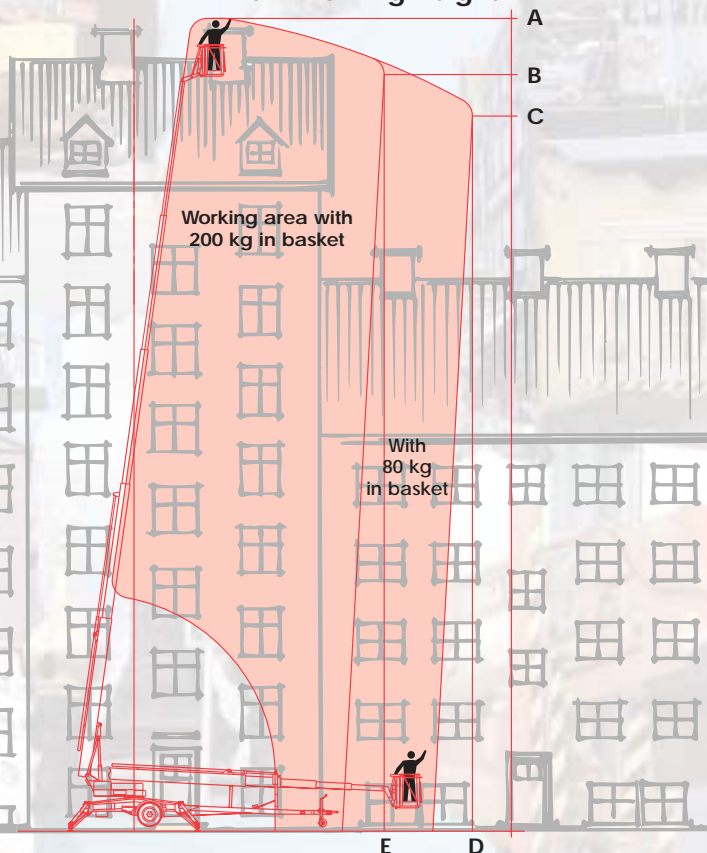 A
B
C
Working area with
200 kg in basket
With
80 kg
in basket
E
D